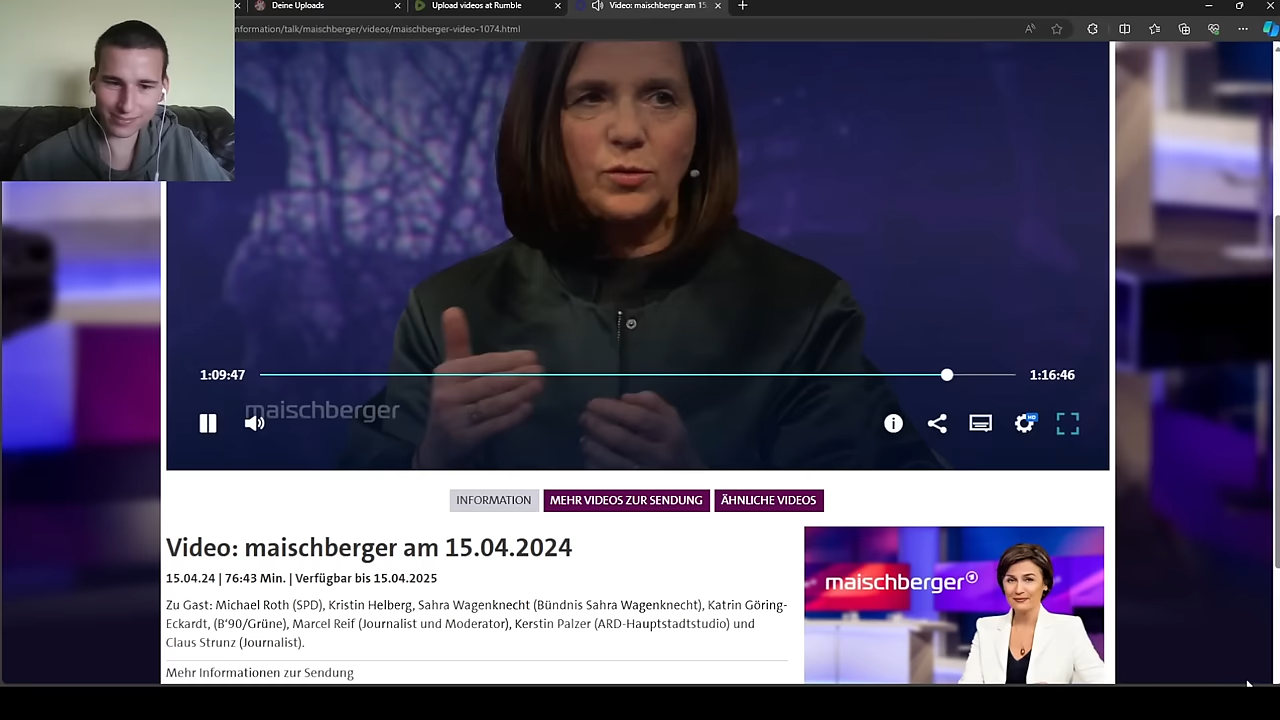 Deine Uploads
Upload videos at Rumble
Video: maischberger am 15
nformation/talk/maischberger/videos/maischberger-video-1074.html
1:09:47
1:16:46
maischberger
HD
INFORMATION
MEHR VIDEOS ZUR SENDUNG
ÄHNLICHE VIDEOS
Video: maischberger am 15.04.2024
15.04.24 | 76:43 Min. | Verfügbar bis 15.04.2025
Zu Gast: Michael Roth (SPD), Kristin Helberg, Sahra Wagenknecht (Bündnis Sahra Wagenknecht), Katrin Göring-
Eckardt, (B'90/Grüne), Marcel Reif (Journalist und Moderator), Kerstin Palzer (ARD-Hauptstadtstudio) und
Claus Strunz (Journalist).
Mehr Informationen zur Sendung
maischberger